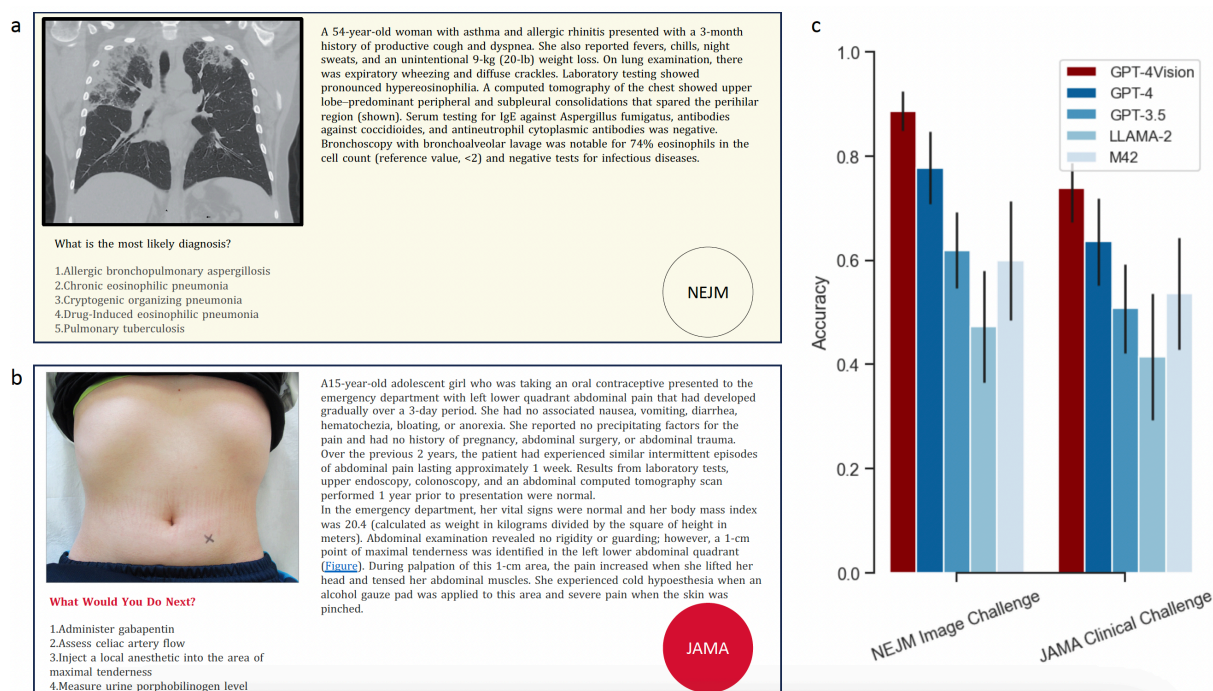 a
A 54-year-old woman with asthma and allergic rhinitis presented with a 3-month
history of productive cough and dyspnea. She also reported fevers, chills, night
sweats, and an unintentional 9-kg (20-lb) weight loss. On lung examination, there
was expiratory wheezing and diffuse crackles. Laboratory testing showed
pronounced hypereosinophilia. A computed tomography of the chest showed upper
lobe–predominant peripheral and subpleural consolidations that spared the perihilar
region (shown). Serum testing for IgE against Aspergillus fumigatus, antibodies
against coccidioides, and antineutrophil cytoplasmic antibodies was negative.
Bronchoscopy with bronchoalveolar lavage was notable for 74% eosinophils in the
cell count (reference value, <2) and negative tests for infectious diseases.
What is the most likely diagnosis?
1.Allergic bronchopulmonary aspergillosis
2.Chronic eosinophilic pneumonia
3.Cryptogenic organizing pneumonia
4.Drug-Induced eosinophilic pneumonia
5.Pulmonary tuberculosis
NEJM
b
A15-year-old adolescent girl who was taking an oral contraceptive presented to the
emergency department with left lower quadrant abdominal pain that had developed
gradually over a 3-day period. She had no associated nausea, vomiting, diarrhea,
hematochezia, bloating, or anorexia. She reported no precipitating factors for the
pain and had no history of pregnancy, abdominal surgery, or abdominal trauma.
Over the previous 2 years, the patient had experienced similar intermittent episodes
of abdominal pain lasting approximately 1 week. Results from laboratory tests,
upper endoscopy, colonoscopy, and an abdominal computed tomography scan
performed 1 year prior to presentation were normal.
In the emergency department, her vital signs were normal and her body mass index
was 20.4 (calculated as weight in kilograms divided by the square of height in
meters). Abdominal examination revealed no rigidity or guarding; however, a 1-cm
point of maximal tenderness was identified in the left lower abdominal quadrant
(Figure). During palpation of this 1-cm area, the pain increased when she lifted her
head and tensed her abdominal muscles. She experienced cold hypoesthesia when an
alcohol gauze pad was applied to this area and severe pain when the skin was
pinched.
What Would You Do Next?
1.Administer gabapentin
2.Assess celiac artery flow
3.Inject a local anesthetic into the area of
maximal tenderness
4.Measure urine porphobilinogen level
JAMA
c
1.0
0.8
0.6
0.4
0.2
0.0
Accuracy
GPT-4Vision
GPT-4
GPT-3.5
LLAMA-2
M42
NEJM Image Challenge
JAMA Clinical Challenge